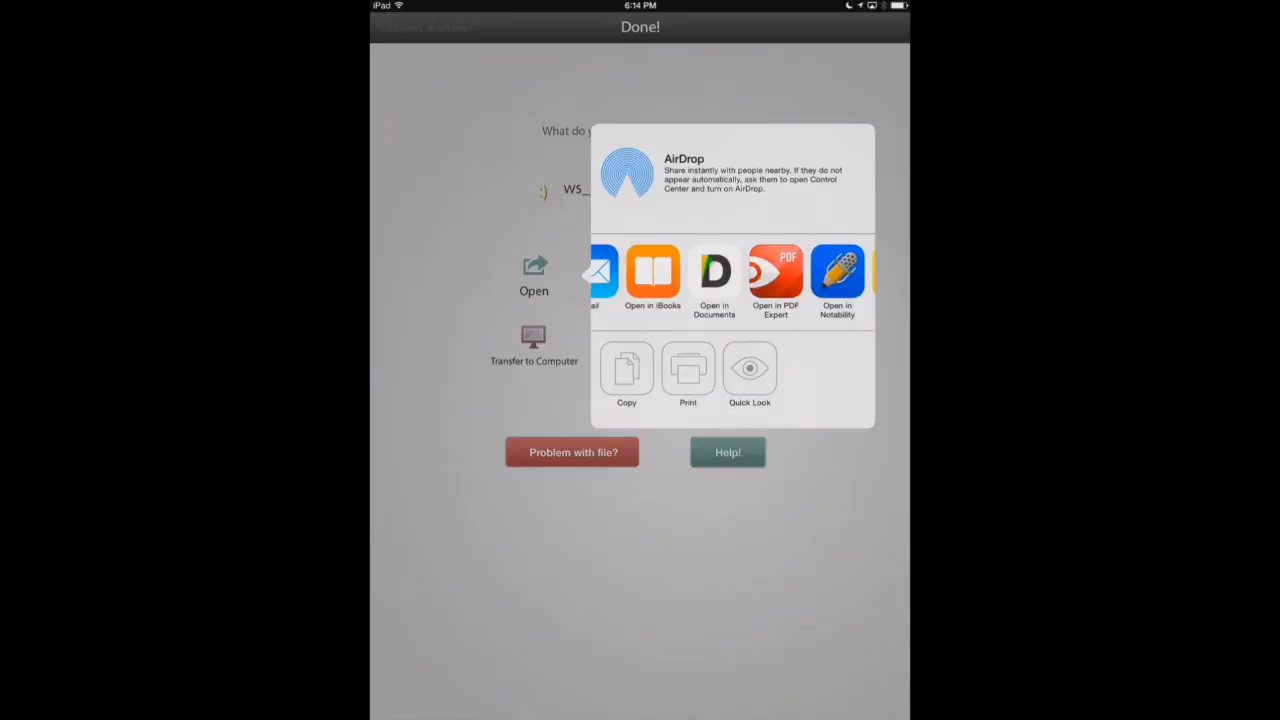 iPad
6:14 PM
Done!
What do
:) WS_
AirDrop
Share instantly with people nearby. If they do not
appear automatically, ask them to open Control
Center and turn on AirDrop.
Open
Transfer to Computer
ail
Open in iBooks
D
Open in
Documents
PDF
Open in PDF
Expert
Open in
Notability
Copy
Print
Quick Look
Problem with file?
Help!